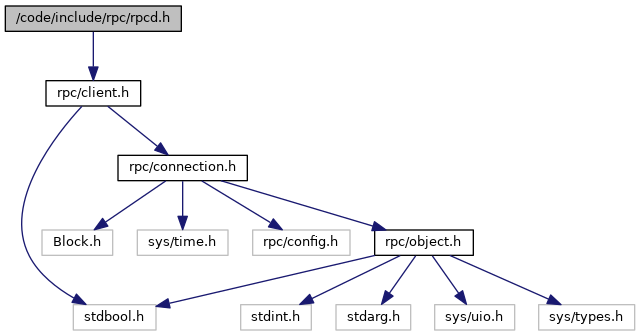 /code/include/rpc/rpcd.h
rpc/client.h
rpc/connection.h
Block.h
sys/time.h
rpc/config.h
rpc/object.h
stdbool.h
stdint.h
stdarg.h
sys/uio.h
sys/types.h